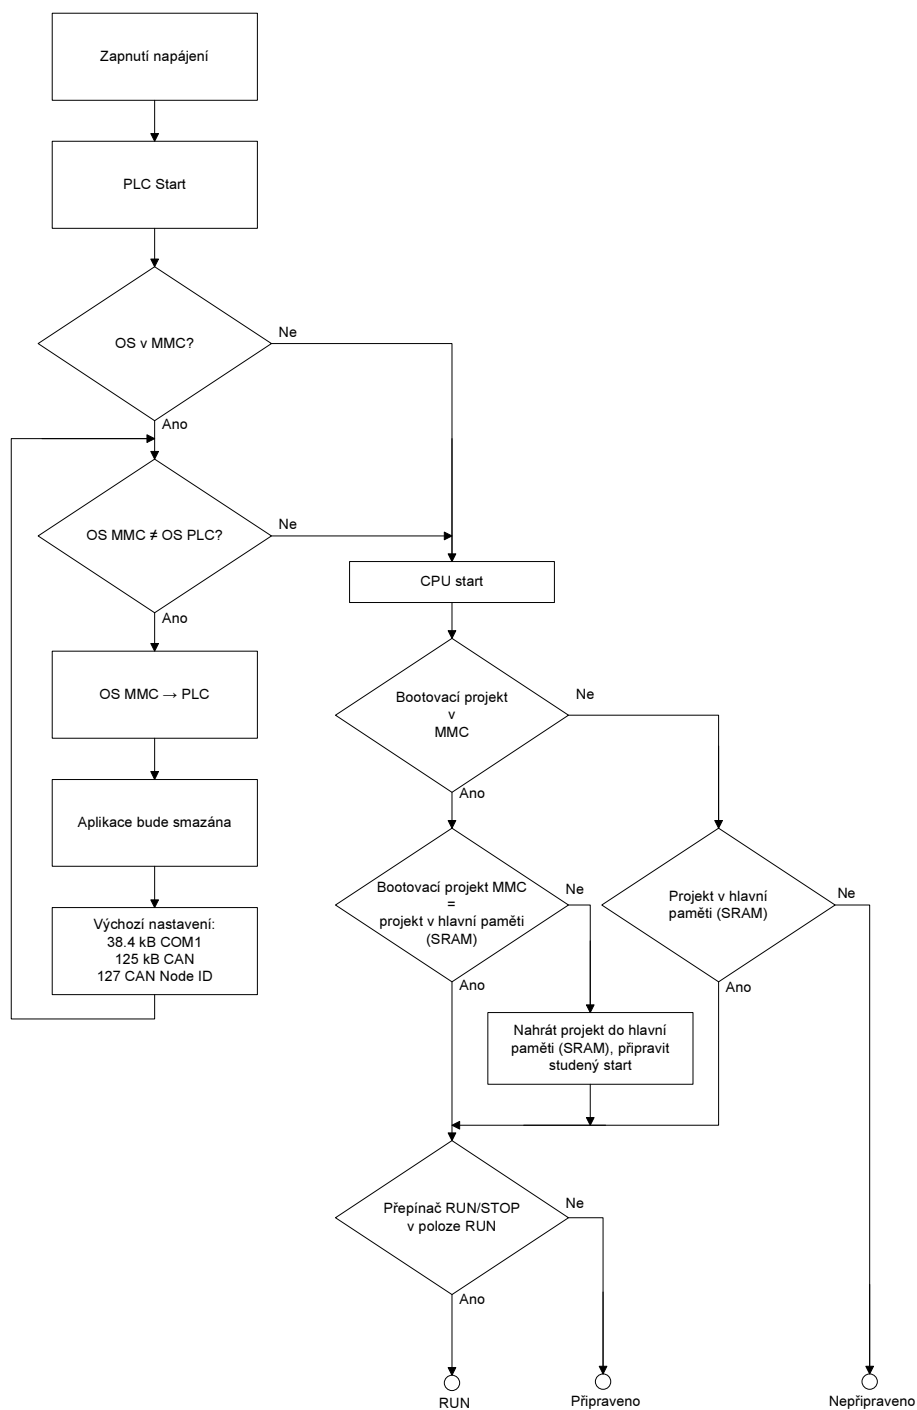 Zapnutí napájení
PLC Start
OS v MMC?
Ne
Ano
OS MMC ≠ OS PLC?
Ne
Ano
OS MMC → PLC
Aplikace bude smazána
Výchozí nastavení:
38.4 kB COM1
125 kB CAN
127 CAN Node ID
CPU start
Bootovací projekt
v
MMC
Ne
Ano
Bootovací projekt MMC
=
projekt v hlavní paměti
(SRAM)
Ne
Ano
Projekt v hlavní
paměti (SRAM)
Ne
Ano
Nahrát projekt do hlavní
paměti (SRAM), připravit
studený start
Přepínač RUN/STOP
v poloze RUN
Ne
Ano
RUN
Připraveno
Nepřipraveno